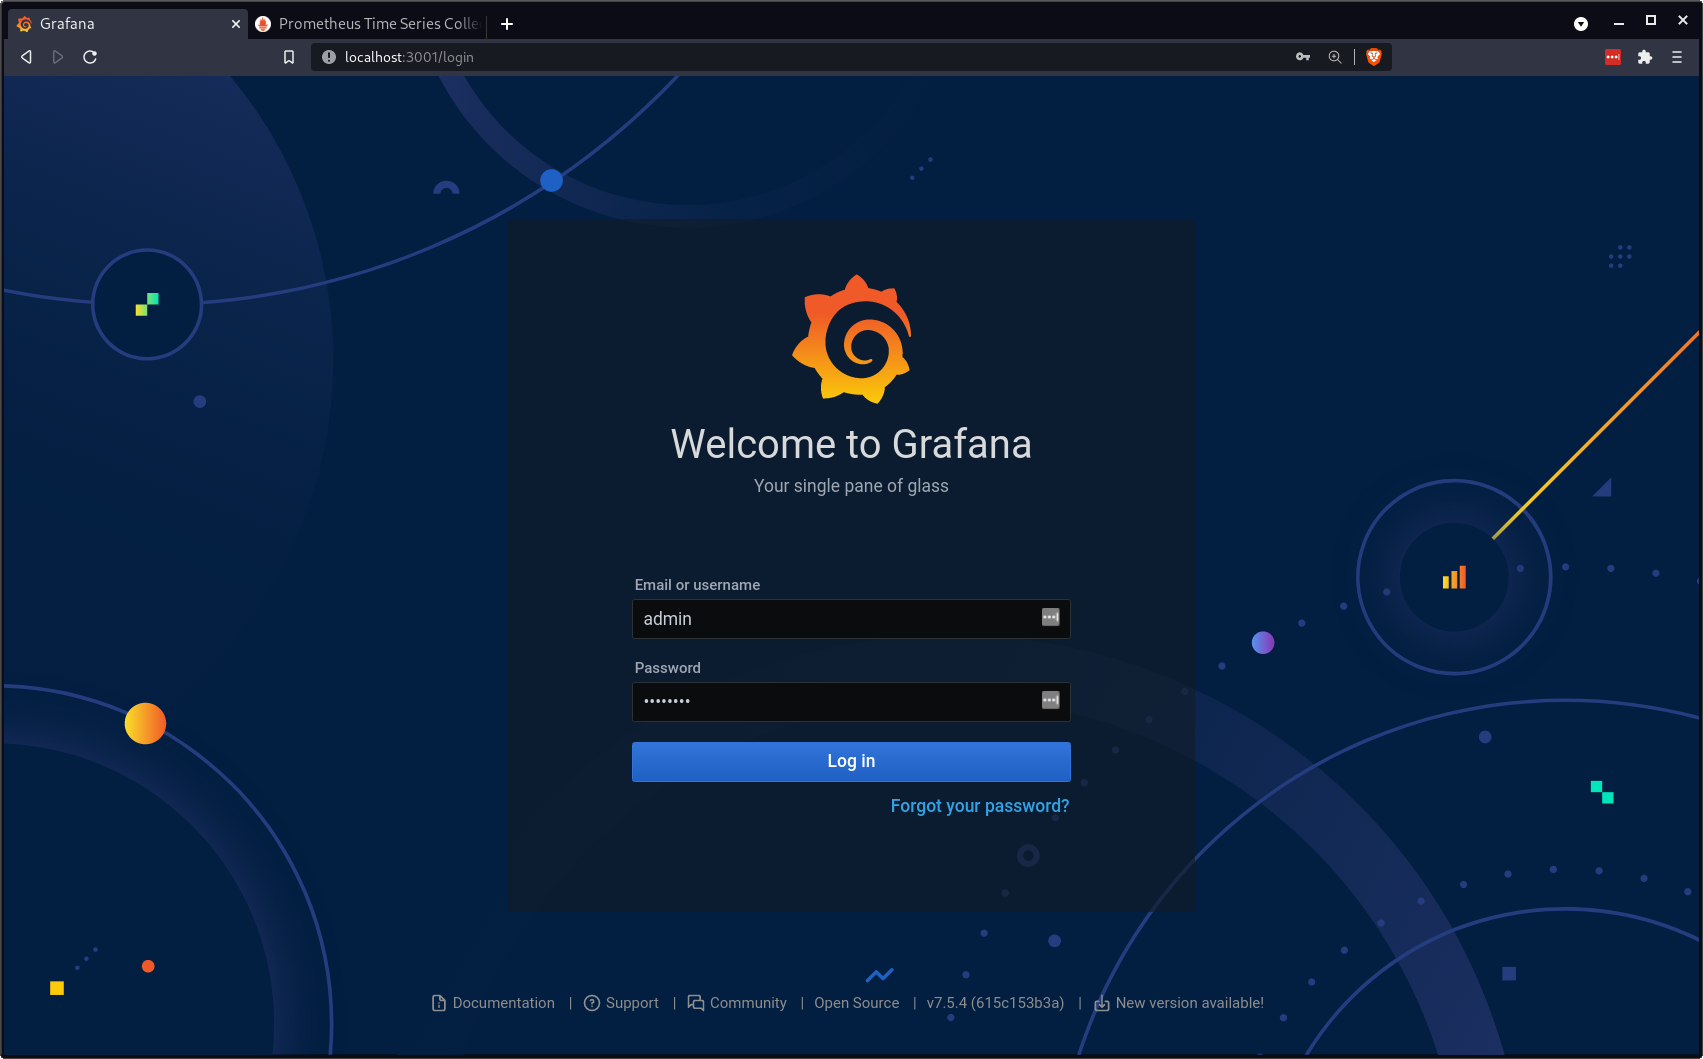 Grafana
Prometheus Time Series Colle
localhost:3001/login
Welcome to Grafana
Your single pane of glass
Email or username
admin
Password
••••••••
Log in
Forgot your password?
Documentation | Support | Community | Open Source | v7.5.4 (615c153b3a) | New version available!